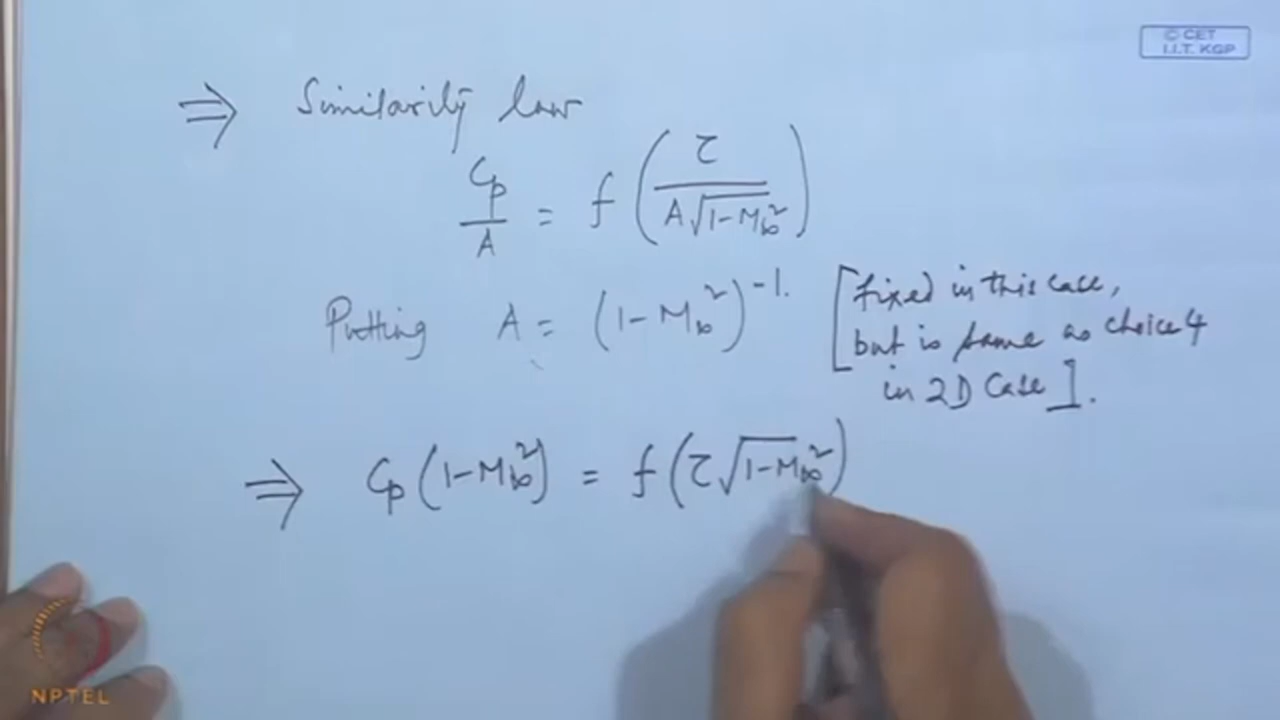 © CET
I.I.T. KGP
⇒ Similarity law
Cp/A = f(τ/(A√(1-M∞²)))
Putting A = (1-M∞²)⁻¹. [fixed in this case,
but is same as choice 4
in 2D case].
⇒ Cp(1-M∞²) = f(τ√(1-M∞²))
NPTEL